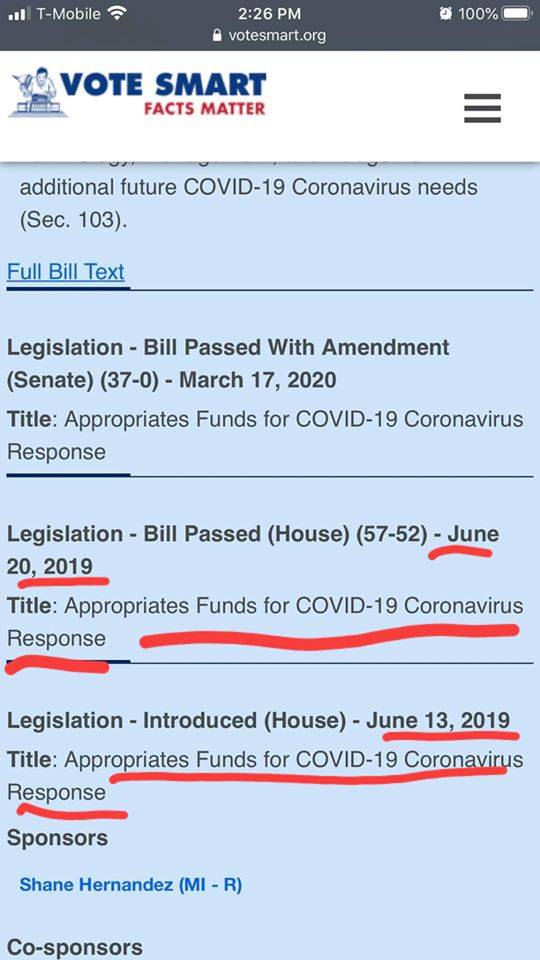 T-Mobile 2:26 PM 100%
votesmart.org
VOTE SMART
FACTS MATTER
additional future COVID-19 Coronavirus needs
(Sec. 103).
Full Bill Text
Legislation - Bill Passed With Amendment
(Senate) (37-0) - March 17, 2020
Title: Appropriates Funds for COVID-19 Coronavirus
Response
Legislation - Bill Passed (House) (57-52) - June
20, 2019
Title: Appropriates Funds for COVID-19 Coronavirus
Response
Legislation - Introduced (House) - June 13, 2019
Title: Appropriates Funds for COVID-19 Coronavirus
Response
Sponsors
Shane Hernandez (MI - R)
Co-sponsors